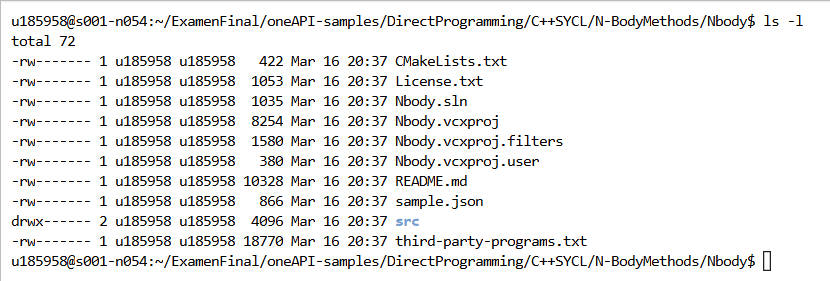 u185958@s001-n054:~/ExamenFinal/oneAPI-samples/DirectProgramming/C++SYCL/N-BodyMethods/Nbody$ ls -l
total 72
-rw------- 1 u185958 u185958   422 Mar 16 20:37 CMakeLists.txt
-rw------- 1 u185958 u185958  1053 Mar 16 20:37 License.txt
-rw------- 1 u185958 u185958  1035 Mar 16 20:37 Nbody.sln
-rw------- 1 u185958 u185958  8254 Mar 16 20:37 Nbody.vcxproj
-rw------- 1 u185958 u185958  1580 Mar 16 20:37 Nbody.vcxproj.filters
-rw------- 1 u185958 u185958   380 Mar 16 20:37 Nbody.vcxproj.user
-rw------- 1 u185958 u185958 10328 Mar 16 20:37 README.md
-rw------- 1 u185958 u185958   866 Mar 16 20:37 sample.json
drwx------ 2 u185958 u185958  4096 Mar 16 20:37 src
-rw------- 1 u185958 u185958 18770 Mar 16 20:37 third-party-programs.txt
u185958@s001-n054:~/ExamenFinal/oneAPI-samples/DirectProgramming/C++SYCL/N-BodyMethods/Nbody$